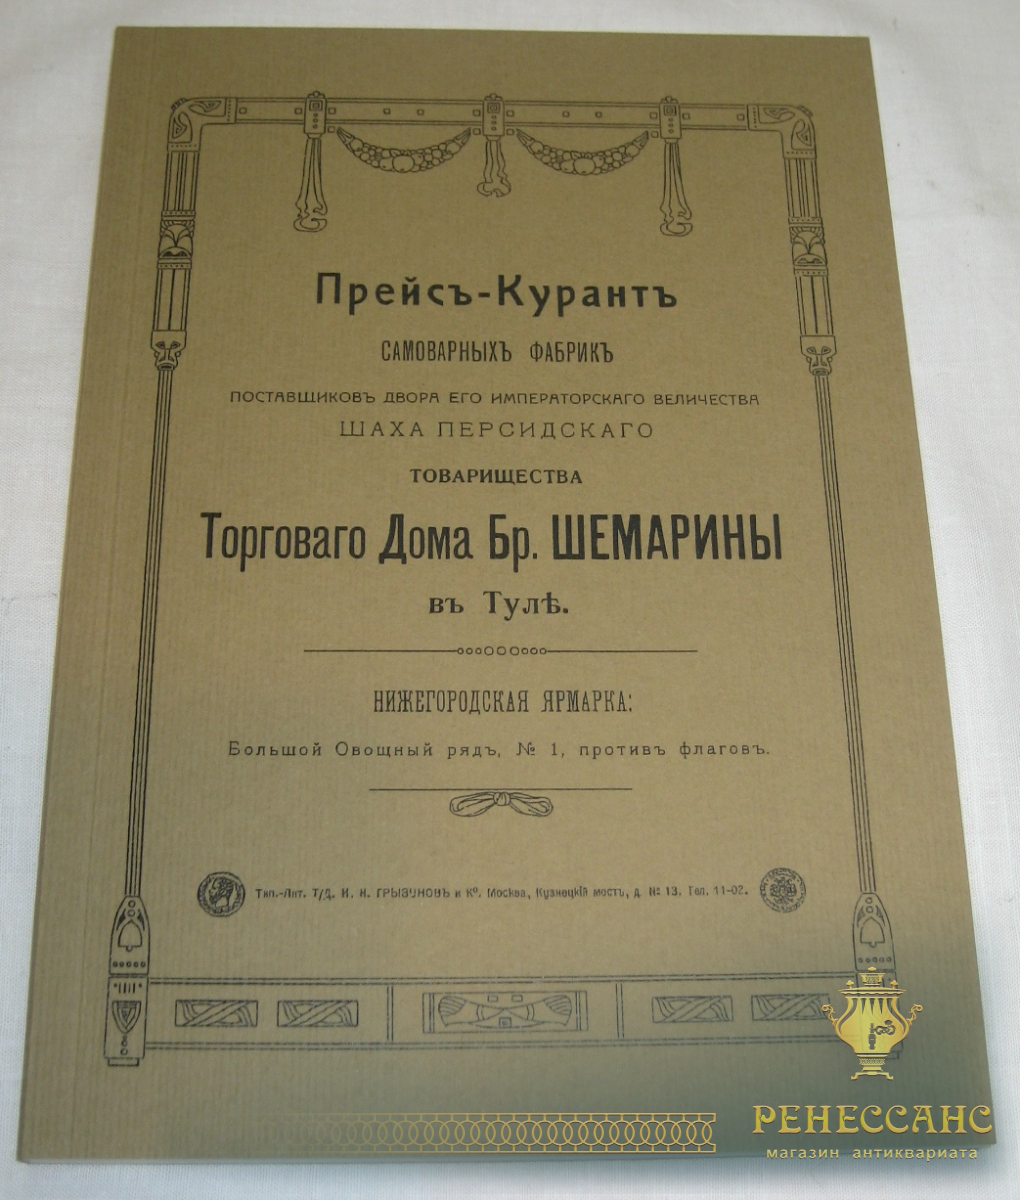 Прейсъ-Курантъ
САМОВАРНЫХЪ ФАБРИКЪ
ПОСТАВЩИКОВЪ ДВОРА ЕГО ИМПЕРАТОРСКАГО ВЕЛИЧЕСТВА
ШАХА ПЕРСИДСКАГО
ТОВАРИЩЕСТВА
Торговаго Дома Бр. ШЕМАРИНЫ
въ Тулѣ.
НИЖЕГОРОДСКАЯ ЯРМАРКА:
Большой Овощный рядъ, № 1, противъ флаговъ.
Тип.-Лит. Т/Д. И. И. ГРЫЗУНОВЪ и Кº. Москва, Кузнецкій мостъ, д. № 13. Тел. 11-02.
РЕНЕССАНС
магазин антиквариата